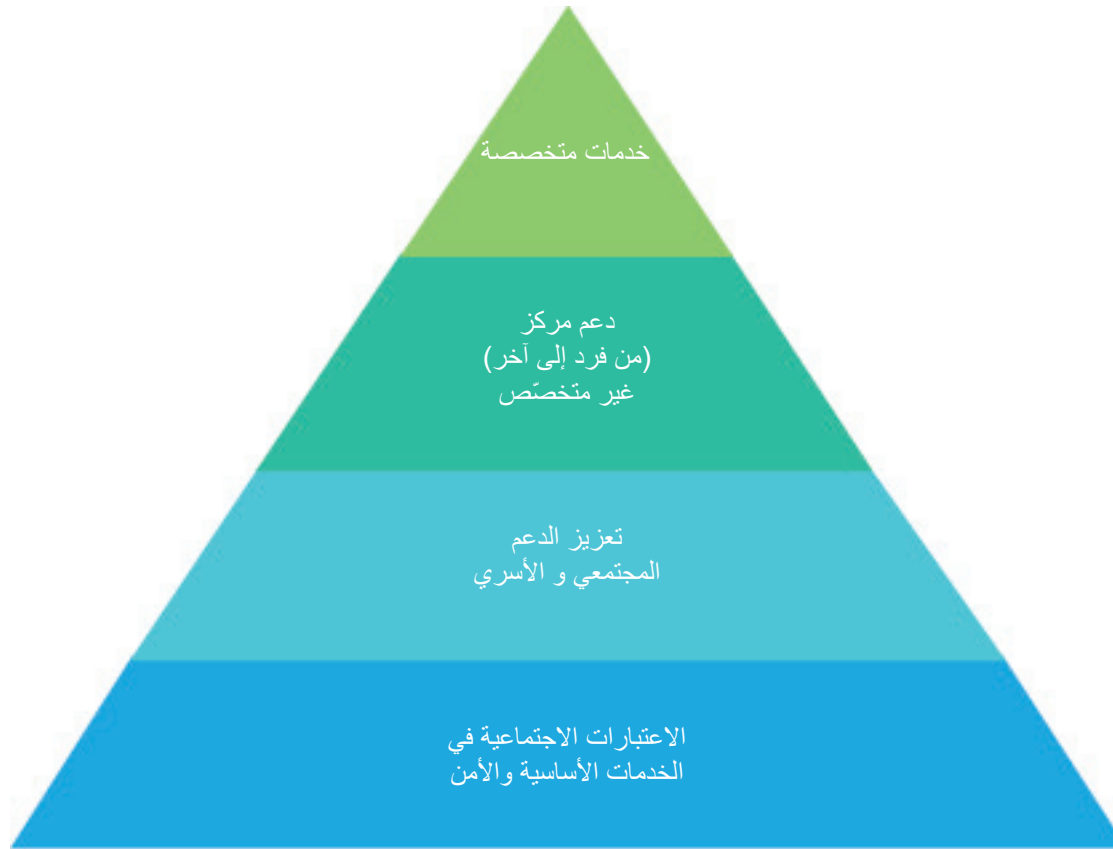 خدمات متخصصة
دعم مركز
(من فرد إلى آخر)
غير متخصّص
تعزيز الدعم
المجتمعي و الأسري
الاعتبارات الاجتماعية في
الخدمات الأساسية والأمن